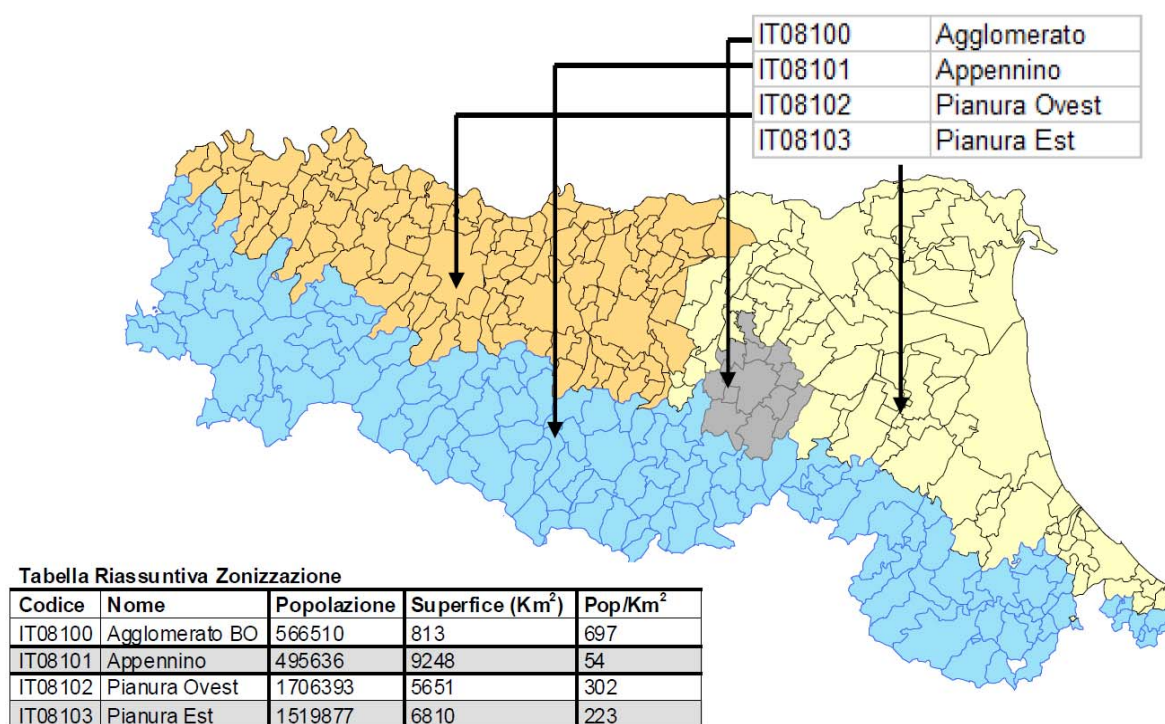 IT08100 Agglomerato
IT08101 Appennino
IT08102 Pianura Ovest
IT08103 Pianura Est
Tabella Riassuntiva Zonizzazione
Codice Nome Popolazione Superfice (Km²) Pop/Km²
IT08100 Agglomerato BO 566510 813 697
IT08101 Appennino 495636 9248 54
IT08102 Pianura Ovest 1706393 5651 302
IT08103 Pianura Est 1519877 6810 223